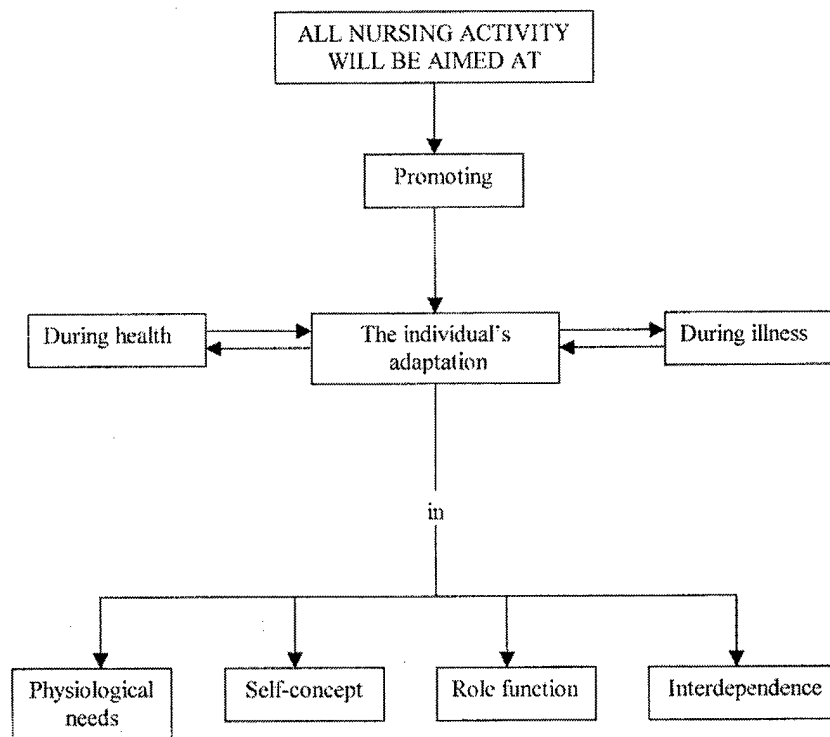 ALL NURSING ACTIVITY
WILL BE AIMED AT
Promoting
During health
The individual's
adaptation
During illness
in
Physiological
needs
Self-concept
Role function
Interdependence